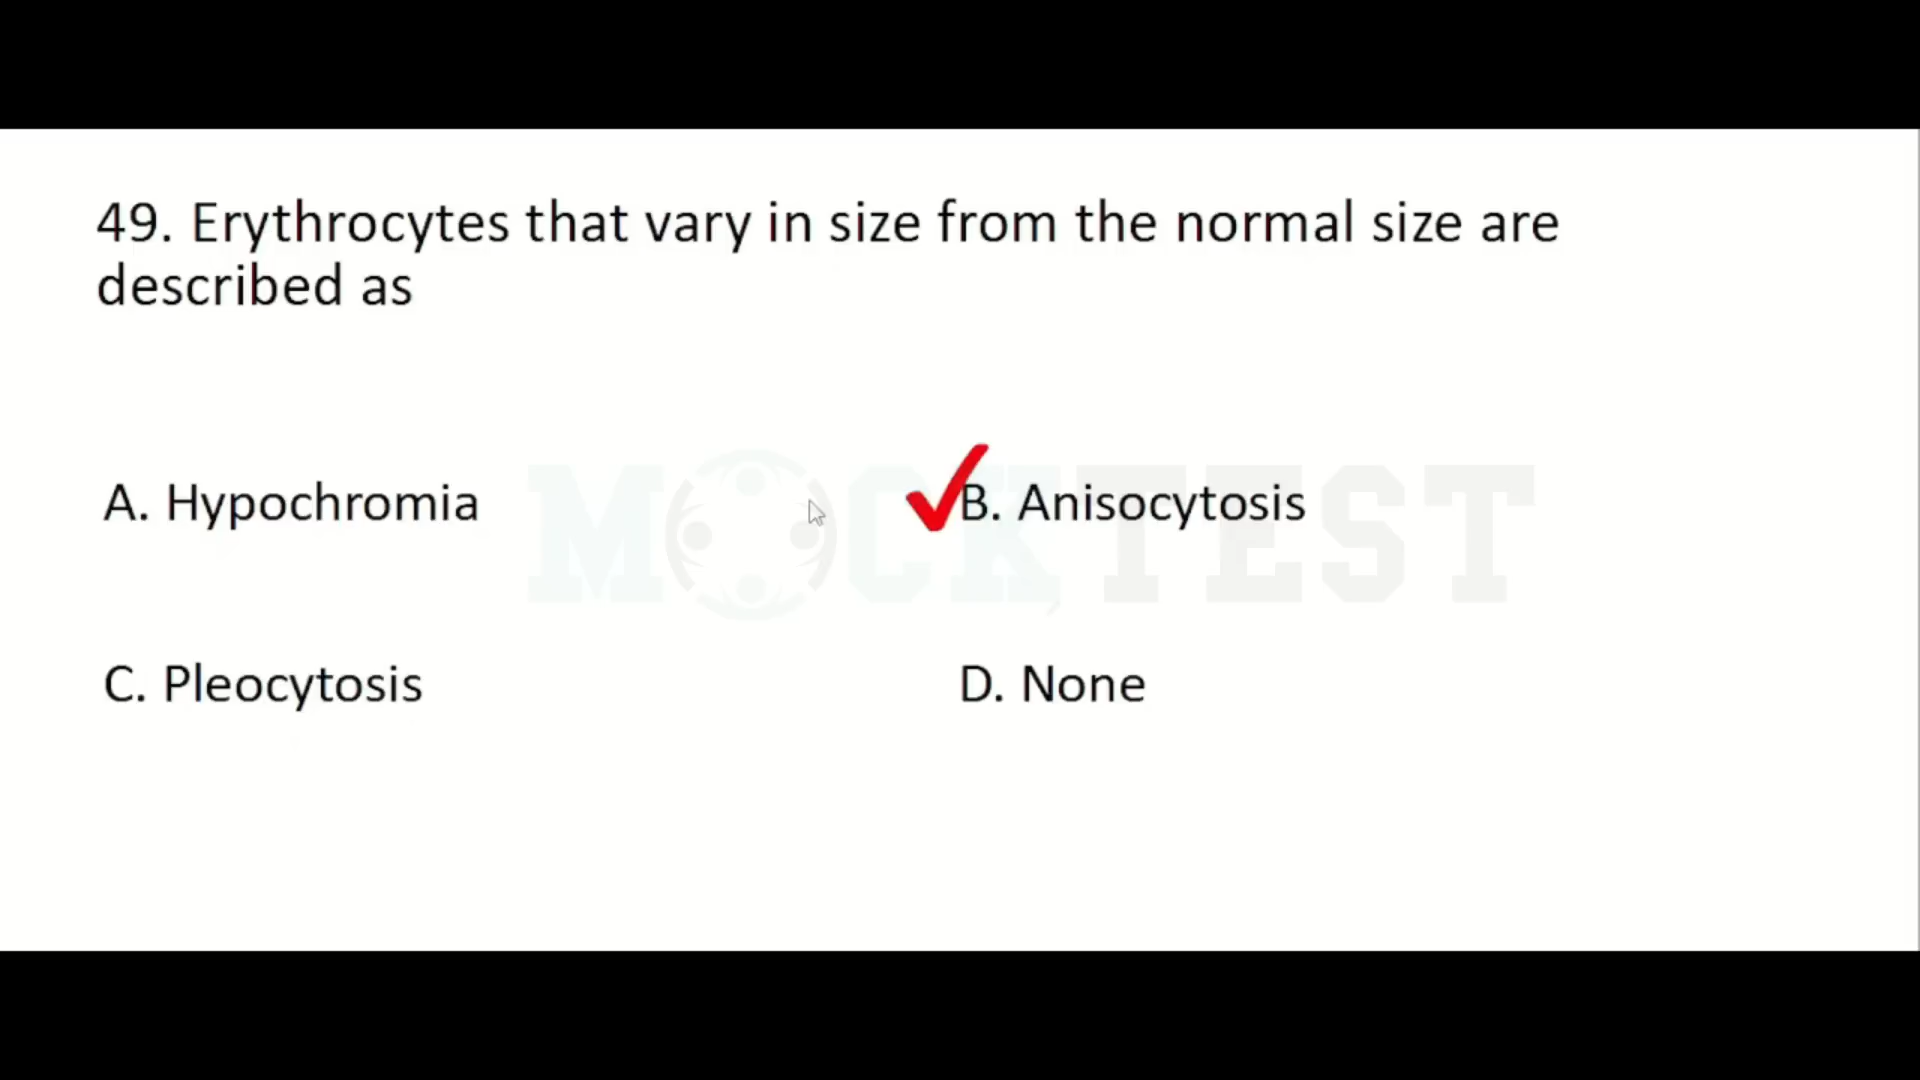 49. Erythrocytes that vary in size from the normal size are
described as
A. Hypochromia
B. Anisocytosis
MOCKTEST
C. Pleocytosis
D. None